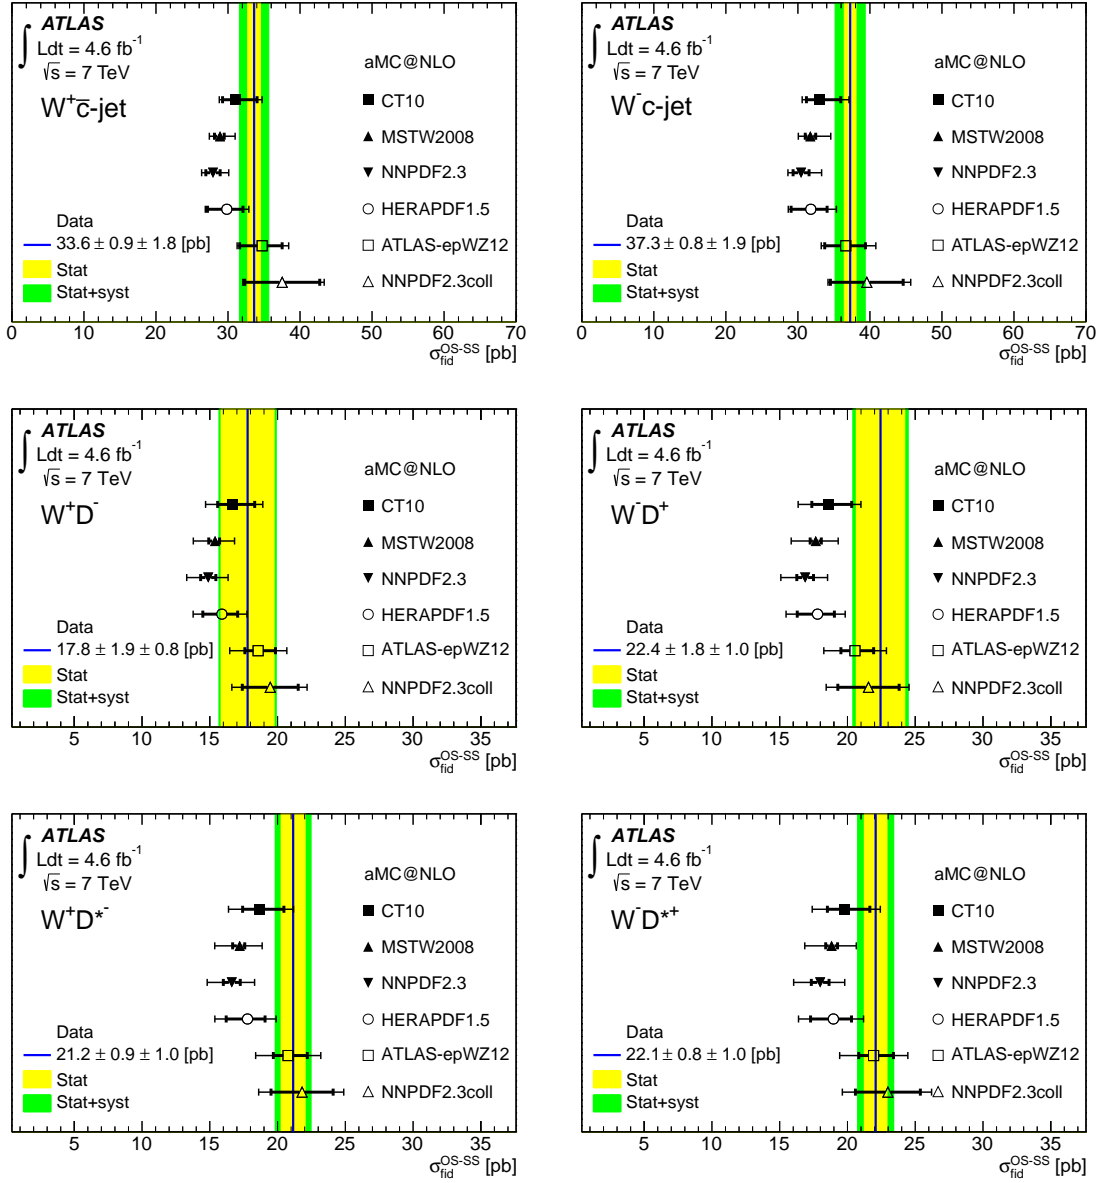 ATLAS
∫ Ldt = 4.6 fb⁻¹
√s = 7 TeV
W⁺c̅-jet
aMC@NLO
CT10
MSTW2008
NNPDF2.3
HERAPDF1.5
ATLAS-epWZ12
NNPDF2.3coll
Data
33.6 ± 0.9 ± 1.8 [pb]
Stat
Stat+syst
0 10 20 30 40 50 60 70
σ_fid^OS-SS [pb]
ATLAS
∫ Ldt = 4.6 fb⁻¹
√s = 7 TeV
W⁻c-jet
aMC@NLO
CT10
MSTW2008
NNPDF2.3
HERAPDF1.5
ATLAS-epWZ12
NNPDF2.3coll
Data
37.3 ± 0.8 ± 1.9 [pb]
Stat
Stat+syst
0 10 20 30 40 50 60 70
σ_fid^OS-SS [pb]
ATLAS
∫ Ldt = 4.6 fb⁻¹
√s = 7 TeV
W⁺D⁻
aMC@NLO
CT10
MSTW2008
NNPDF2.3
HERAPDF1.5
ATLAS-epWZ12
NNPDF2.3coll
Data
17.8 ± 1.9 ± 0.8 [pb]
Stat
Stat+syst
5 10 15 20 25 30 35
σ_fid^OS-SS [pb]
ATLAS
∫ Ldt = 4.6 fb⁻¹
√s = 7 TeV
W⁻D⁺
aMC@NLO
CT10
MSTW2008
NNPDF2.3
HERAPDF1.5
ATLAS-epWZ12
NNPDF2.3coll
Data
22.4 ± 1.8 ± 1.0 [pb]
Stat
Stat+syst
5 10 15 20 25 30 35
σ_fid^OS-SS [pb]
ATLAS
∫ Ldt = 4.6 fb⁻¹
√s = 7 TeV
W⁺D*⁻
aMC@NLO
CT10
MSTW2008
NNPDF2.3
HERAPDF1.5
ATLAS-epWZ12
NNPDF2.3coll
Data
21.2 ± 0.9 ± 1.0 [pb]
Stat
Stat+syst
5 10 15 20 25 30 35
σ_fid^OS-SS [pb]
ATLAS
∫ Ldt = 4.6 fb⁻¹
√s = 7 TeV
W⁻D*⁺
aMC@NLO
CT10
MSTW2008
NNPDF2.3
HERAPDF1.5
ATLAS-epWZ12
NNPDF2.3coll
Data
22.1 ± 0.8 ± 1.0 [pb]
Stat
Stat+syst
5 10 15 20 25 30 35
σ_fid^OS-SS [pb]